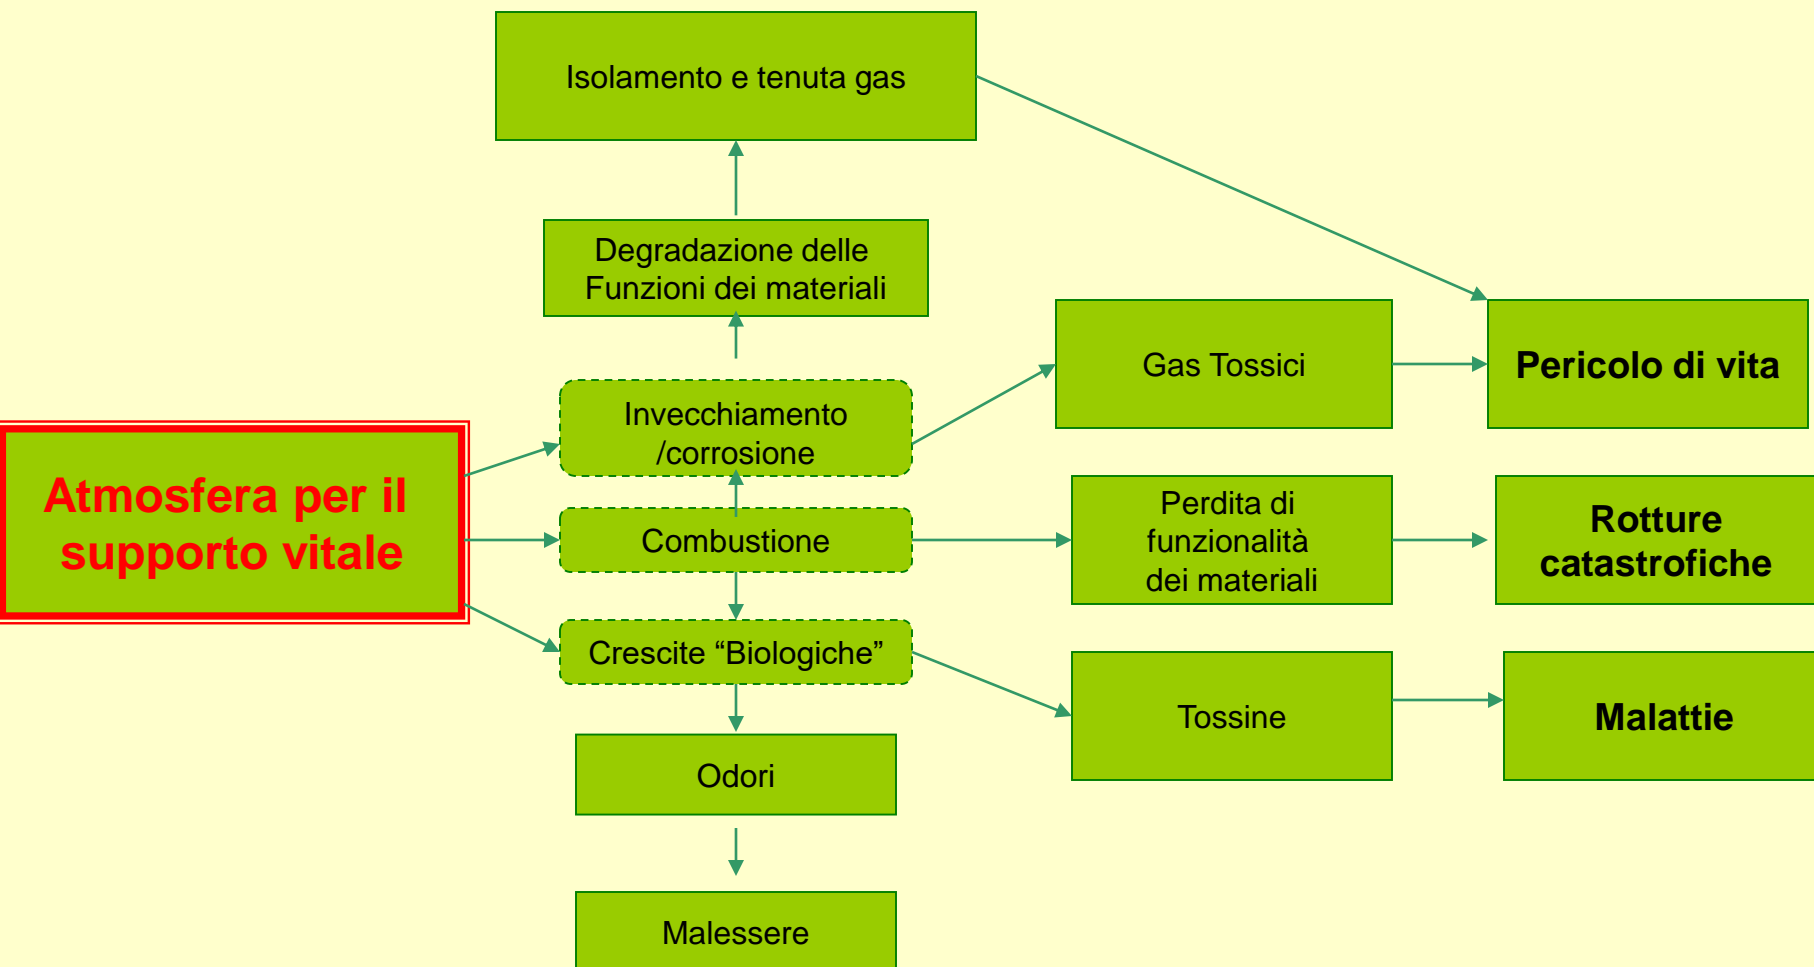 Isolamento e tenuta gas
Degradazione delle
Funzioni dei materiali
Gas Tossici
Pericolo di vita
Invecchiamento
/corrosione
Atmosfera per il
supporto vitale
Combustione
Perdita di
funzionalità
dei materiali
Rotture
catastrofiche
Crescite “Biologiche”
Tossine
Malattie
Odori
Malessere